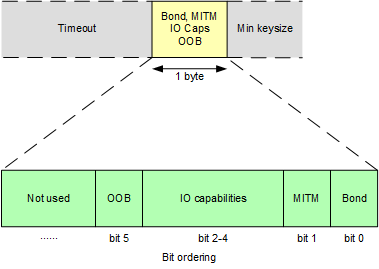 Timeout
Bond, MITM
IO Caps
OOB
Min keysize
1 byte
Not used
OOB
IO capabilities
MITM
Bond
......
bit 5
bit 2-4
bit 1
bit 0
Bit ordering